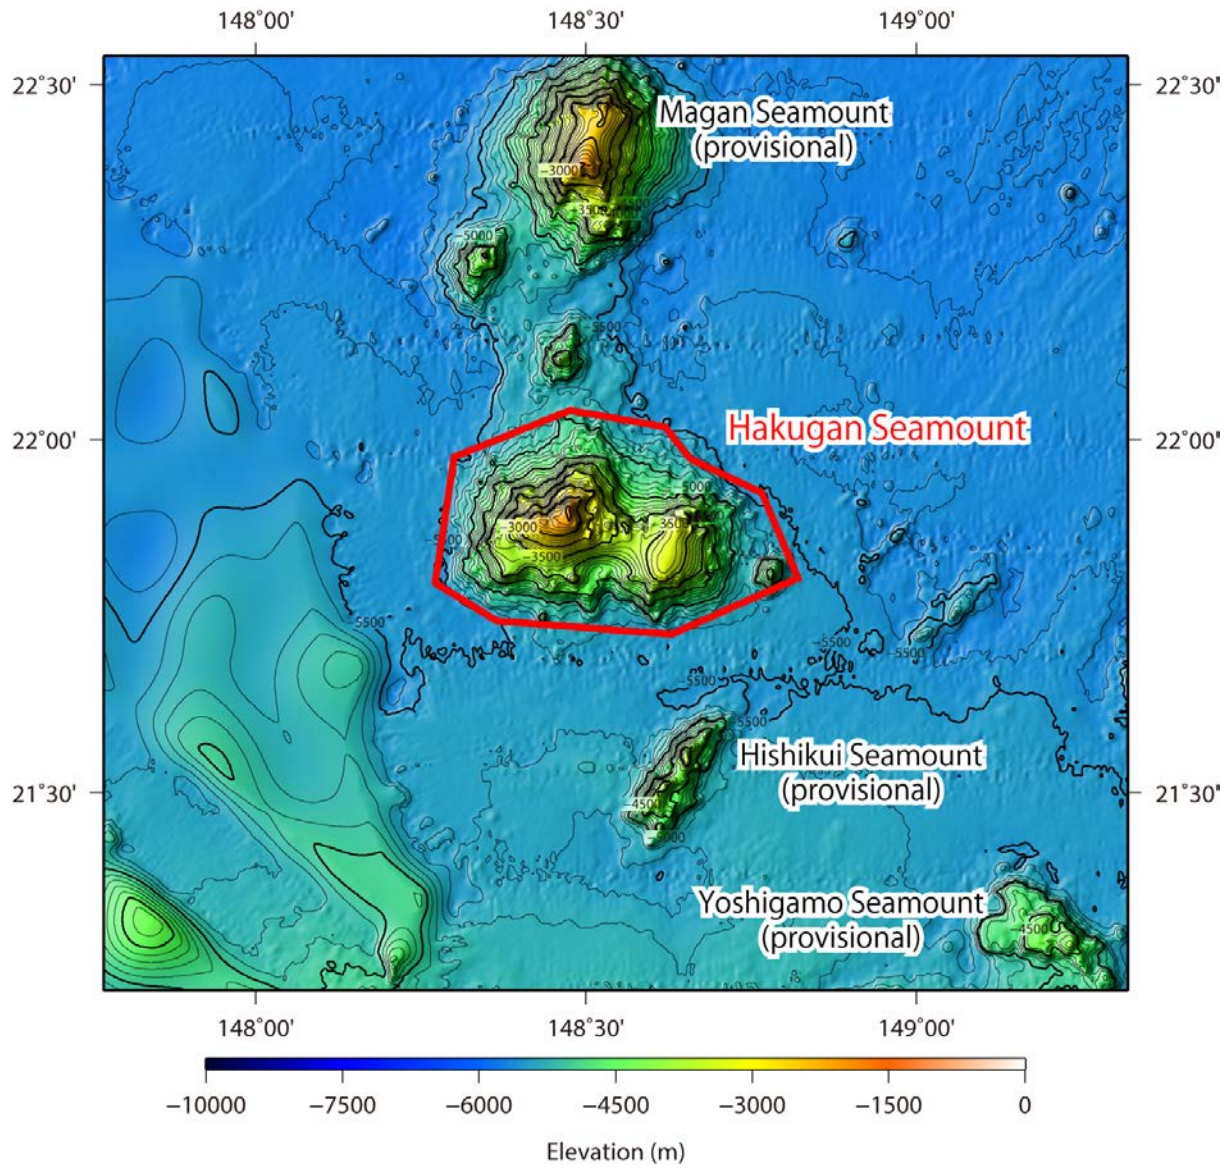 148°00' 148°30' 149°00'
22°30' 22°30'
Magan Seamount
(provisional)
−3000
3500
−5000
−5500
22°00' Hakugan Seamount 22°00'
5000
−3000 −3500
−3500
−5500
−5500
−5500
−5500
5500
Hishikui Seamount
(provisional)
21°30' 21°30'
−4500
−5000
Yoshigamo Seamount
(provisional)
−4500
148°00' 148°30' 149°00'
−10000 −7500 −6000 −4500 −3000 −1500 0
Elevation (m)